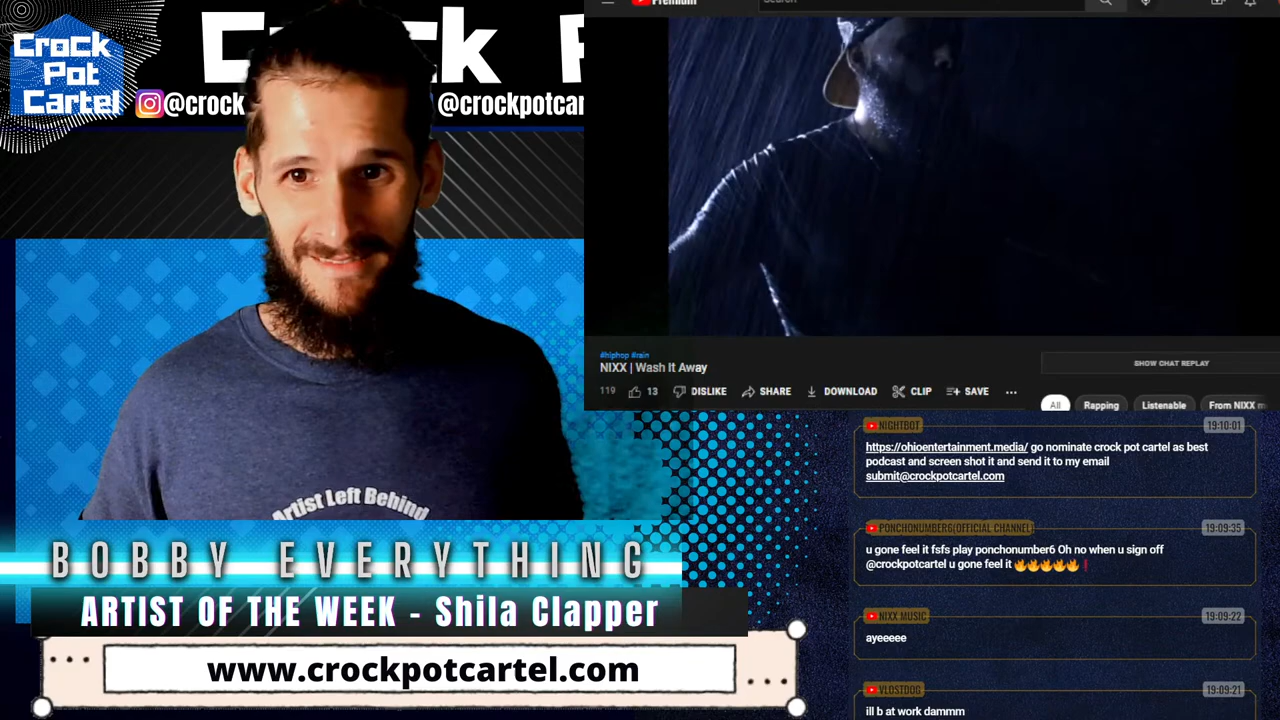 Crock
Pot
Cartel
@crock
@crockpotcar
Premium
Search
Artist Left Behind
#hiphop #rain
NIXX | Wash It Away
119 13 DISLIKE SHARE DOWNLOAD CLIP SAVE ...
SHOW CHAT REPLAY
All Rapping Listenable From NIXX
NIGHTBOT 19:10:01
https://ohioentertainment.media/ go nominate crock pot cartel as best
podcast and screen shot it and send it to my email
submit@crockpotcartel.com
PONCHONUMBER6(OFFICIAL CHANNEL) 19:09:35
u gone feel it fsfs play ponchonumber6 Oh no when u sign off
@crockpotcartel u gone feel it 🔥🔥🔥🔥🔥❗
NIXX MUSIC 19:09:22
ayeeeee
VLOSTDOG 19:09:21
ill b at work dammm
BOBBY EVERYTHING
ARTIST OF THE WEEK - Shila Clapper
www.crockpotcartel.com